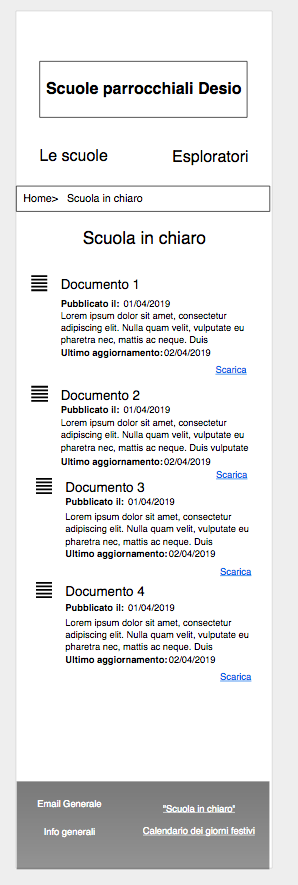 Scuole parrocchiali Desio
Le scuole
Esploratori
Home> Scuola in chiaro
Scuola in chiaro
Documento 1
Pubblicato il: 01/04/2019
Lorem ipsum dolor sit amet, consectetur
adipiscing elit. Nulla quam velit, vulputate eu
pharetra nec, mattis ac neque. Duis
Ultimo aggiornamento: 02/04/2019
Scarica
Documento 2
Pubblicato il: 01/04/2019
Lorem ipsum dolor sit amet, consectetur
adipiscing elit. Nulla quam velit, vulputate eu
pharetra nec, mattis ac neque. Duis vulputate
Ultimo aggiornamento: 02/04/2019
Scarica
Documento 3
Pubblicato il: 01/04/2019
Lorem ipsum dolor sit amet, consectetur
adipiscing elit. Nulla quam velit, vulputate eu
pharetra nec, mattis ac neque. Duis
Ultimo aggiornamento: 02/04/2019
Scarica
Documento 4
Pubblicato il: 01/04/2019
Lorem ipsum dolor sit amet, consectetur
adipiscing elit. Nulla quam velit, vulputate eu
pharetra nec, mattis ac neque. Duis
Ultimo aggiornamento: 02/04/2019
Scarica
Email Generale
"Scuola in chiaro"
Info generali
Calendario dei giorni festivi